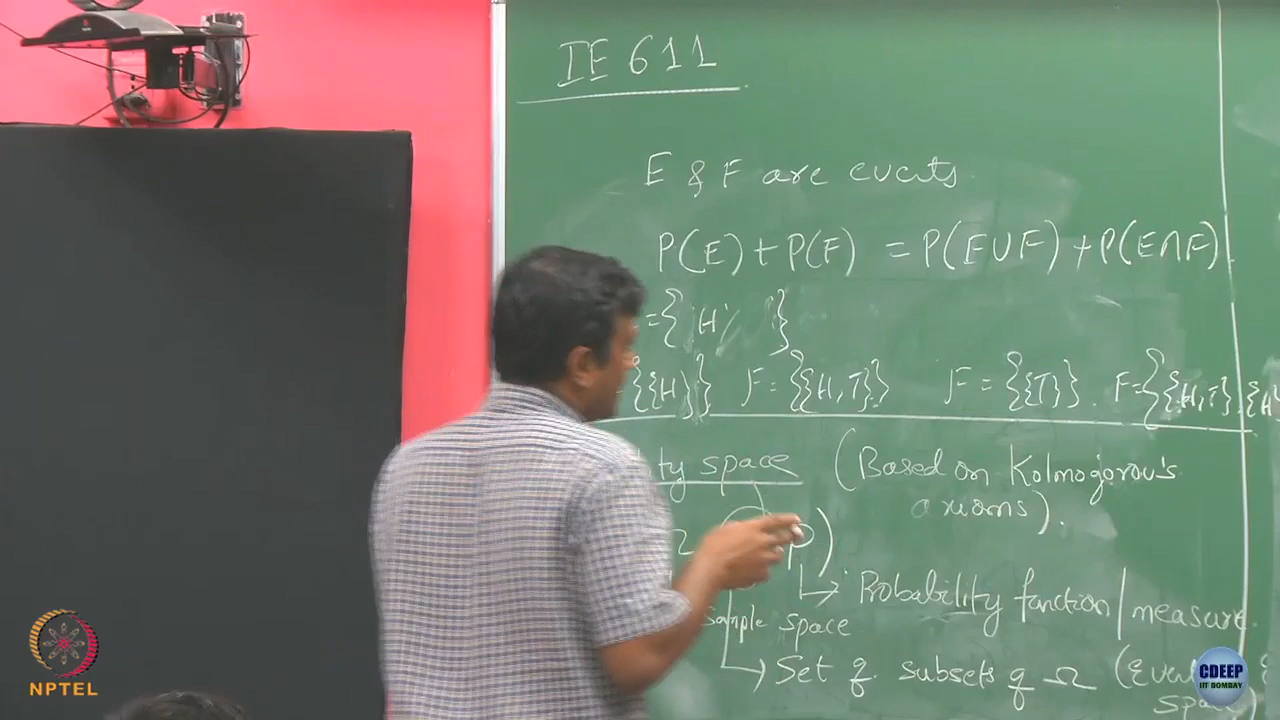 IE 611
E & F are events.
P(E) + P(F) = P(E∪F) + P(E∩F).
={ H, }
{{H}} F = {{H,T}} F = {{T}}. F={{H,T},{H
ty space (Based on Kolmogorov's
axioms).
Ω P)
Probability function/measure.
Sample space
Set of subsets of Ω (Event
space)
NPTEL
CDEEP
IIT BOMBAY